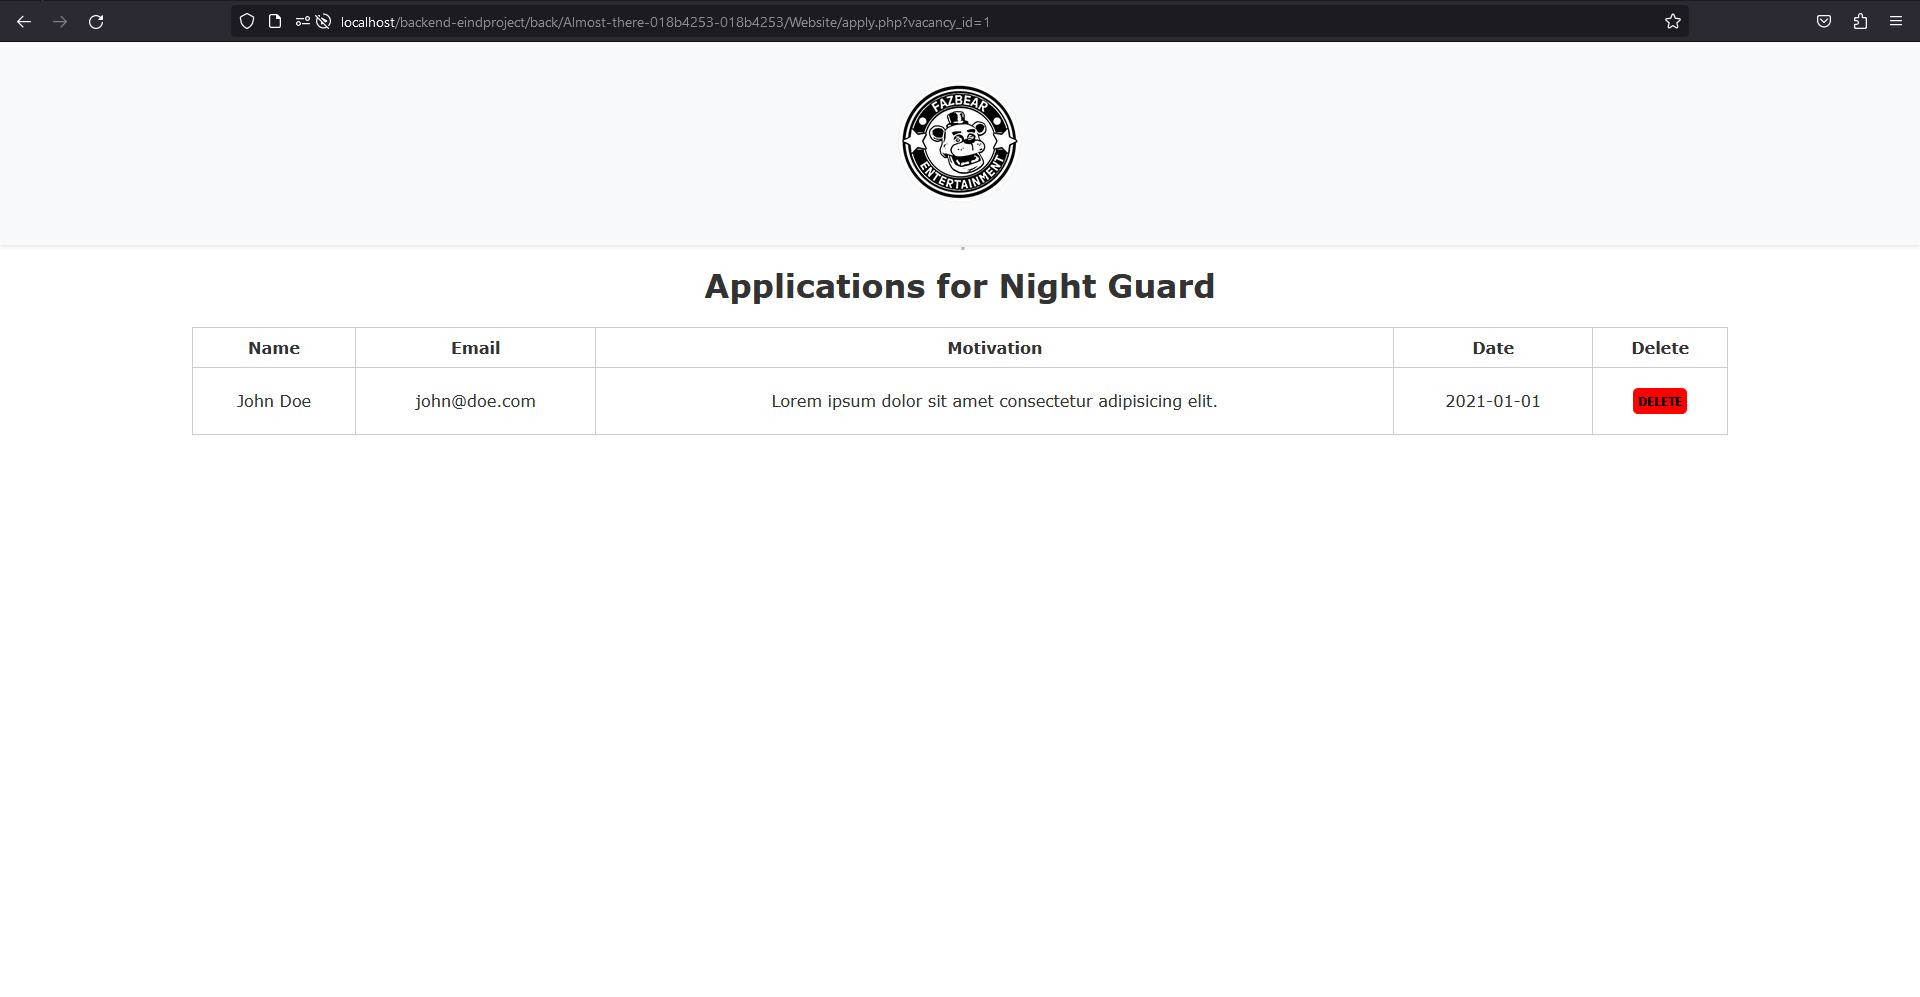 localhost/backend-eindproject/back/Almost-there-018b4253-018b4253/Website/apply.php?vacancy_id=1
FAZBEAR
ENTERTAINMENT
Applications for Night Guard
Name Email Motivation Date Delete
John Doe john@doe.com Lorem ipsum dolor sit amet consectetur adipisicing elit. 2021-01-01 DELETE